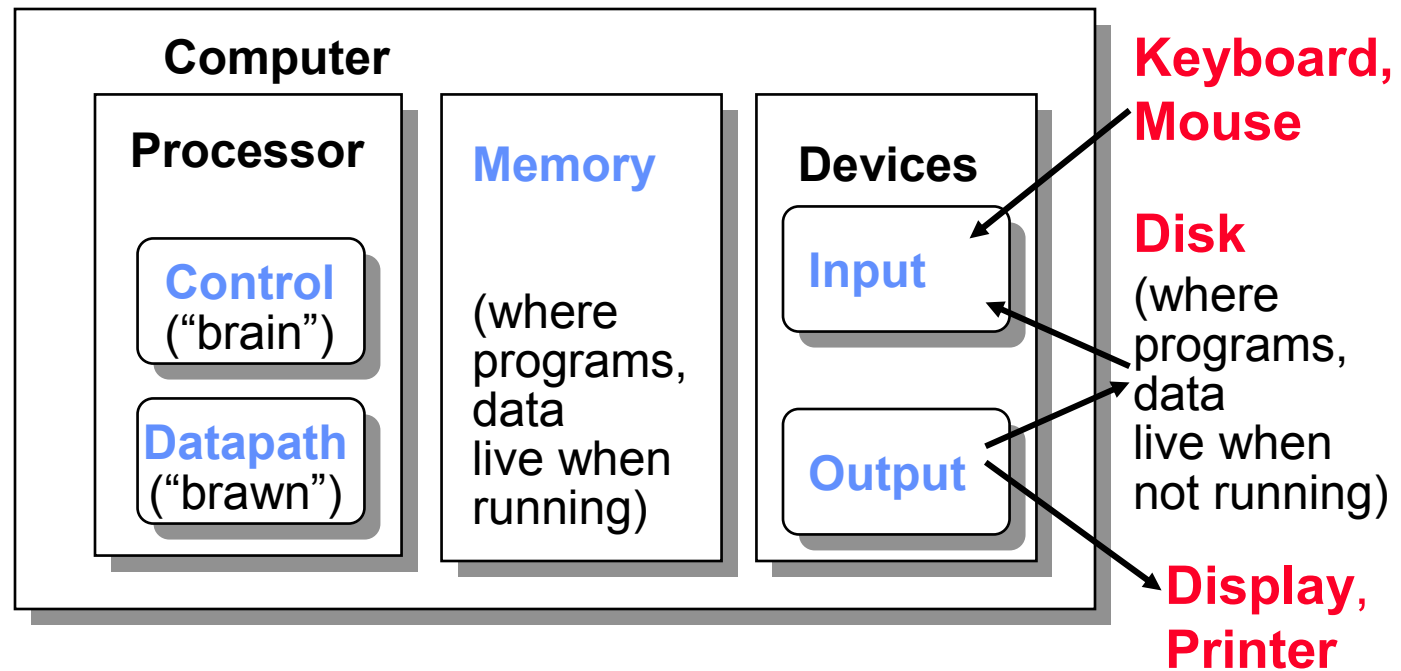 Computer
Processor
Control
(“brain”)
Datapath
(“brawn”)
Memory
(where
programs,
data
live when
running)
Devices
Input
Output
Keyboard,
Mouse
Disk
(where
programs,
data
live when
not running)
Display,
Printer